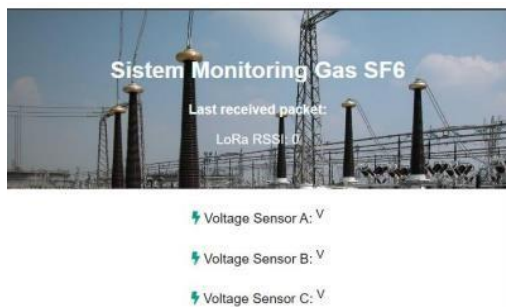 Sistem Monitoring Gas SF6
Last received packet:
LoRa RSSI: 0
Voltage Sensor A: V
Voltage Sensor B: V
Voltage Sensor C: V